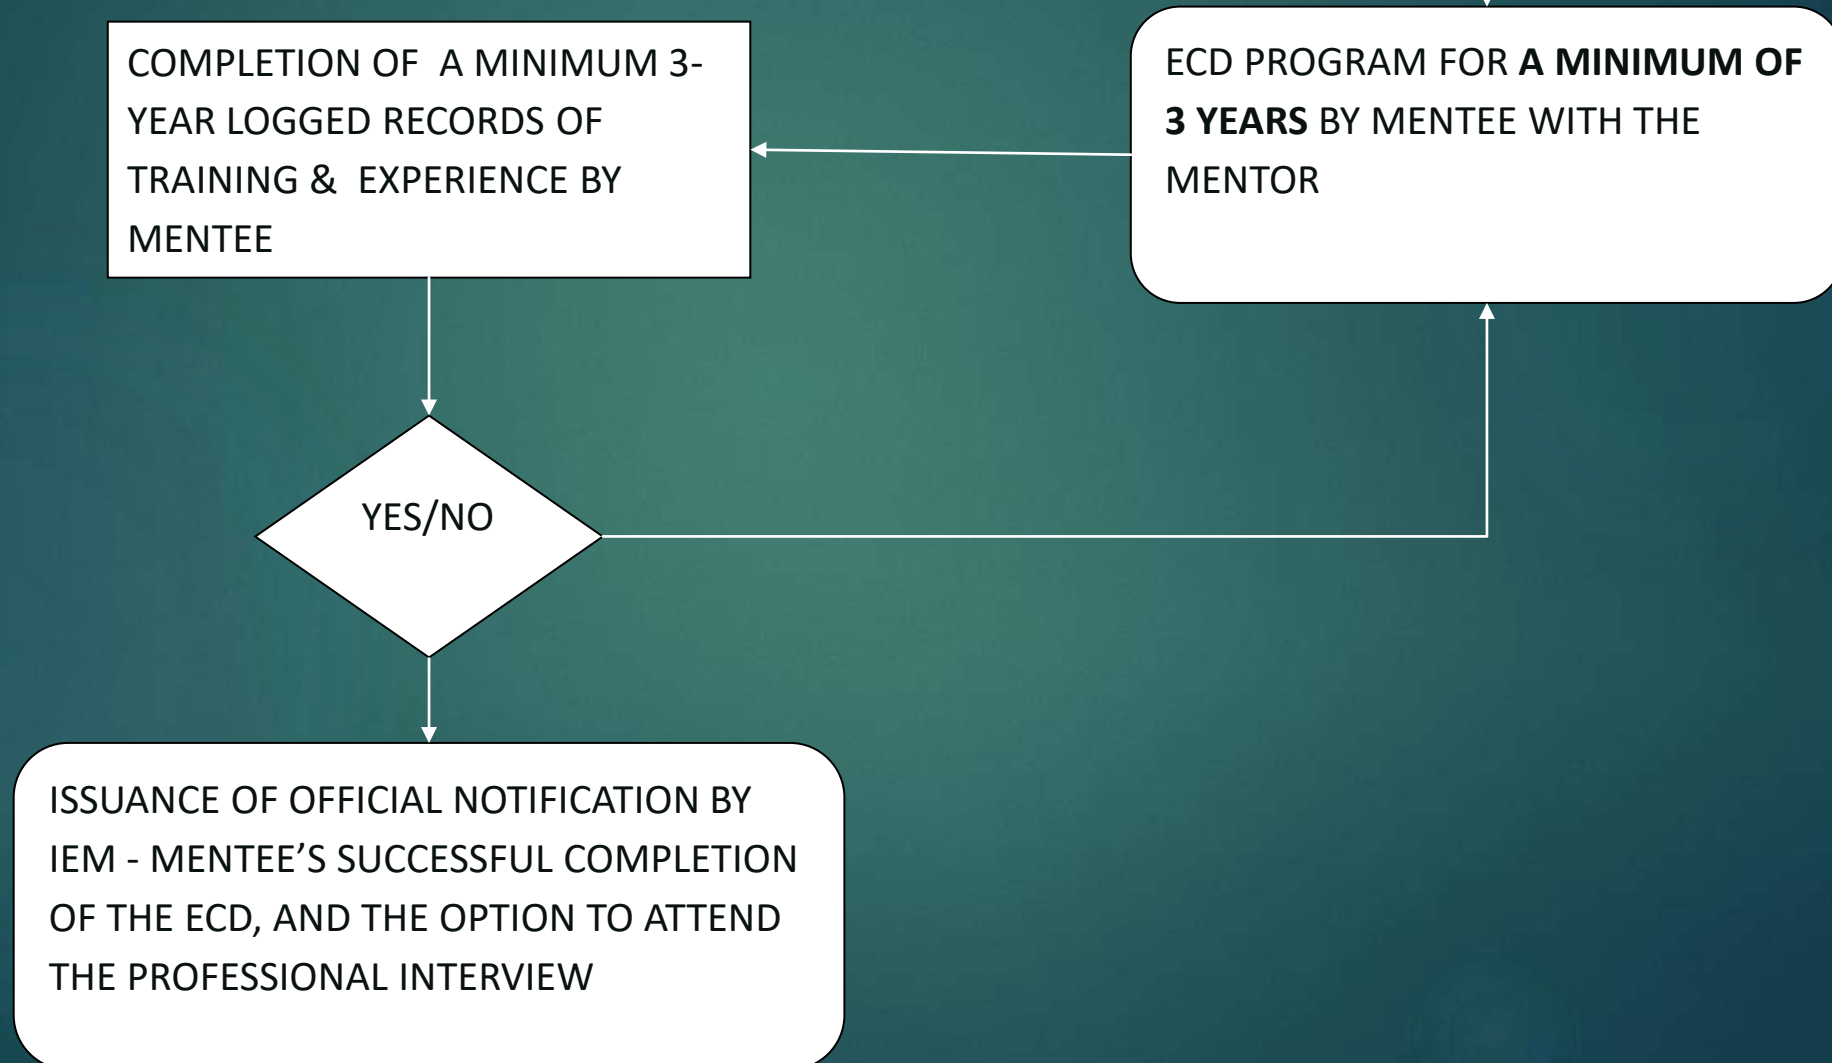 COMPLETION OF  A MINIMUM 3-
YEAR LOGGED RECORDS OF
TRAINING &  EXPERIENCE BY
MENTEE
ECD PROGRAM FOR A MINIMUM OF
3 YEARS BY MENTEE WITH THE
MENTOR
YES/NO
ISSUANCE OF OFFICIAL NOTIFICATION BY
IEM - MENTEE’S SUCCESSFUL COMPLETION
OF THE ECD, AND THE OPTION TO ATTEND
THE PROFESSIONAL INTERVIEW